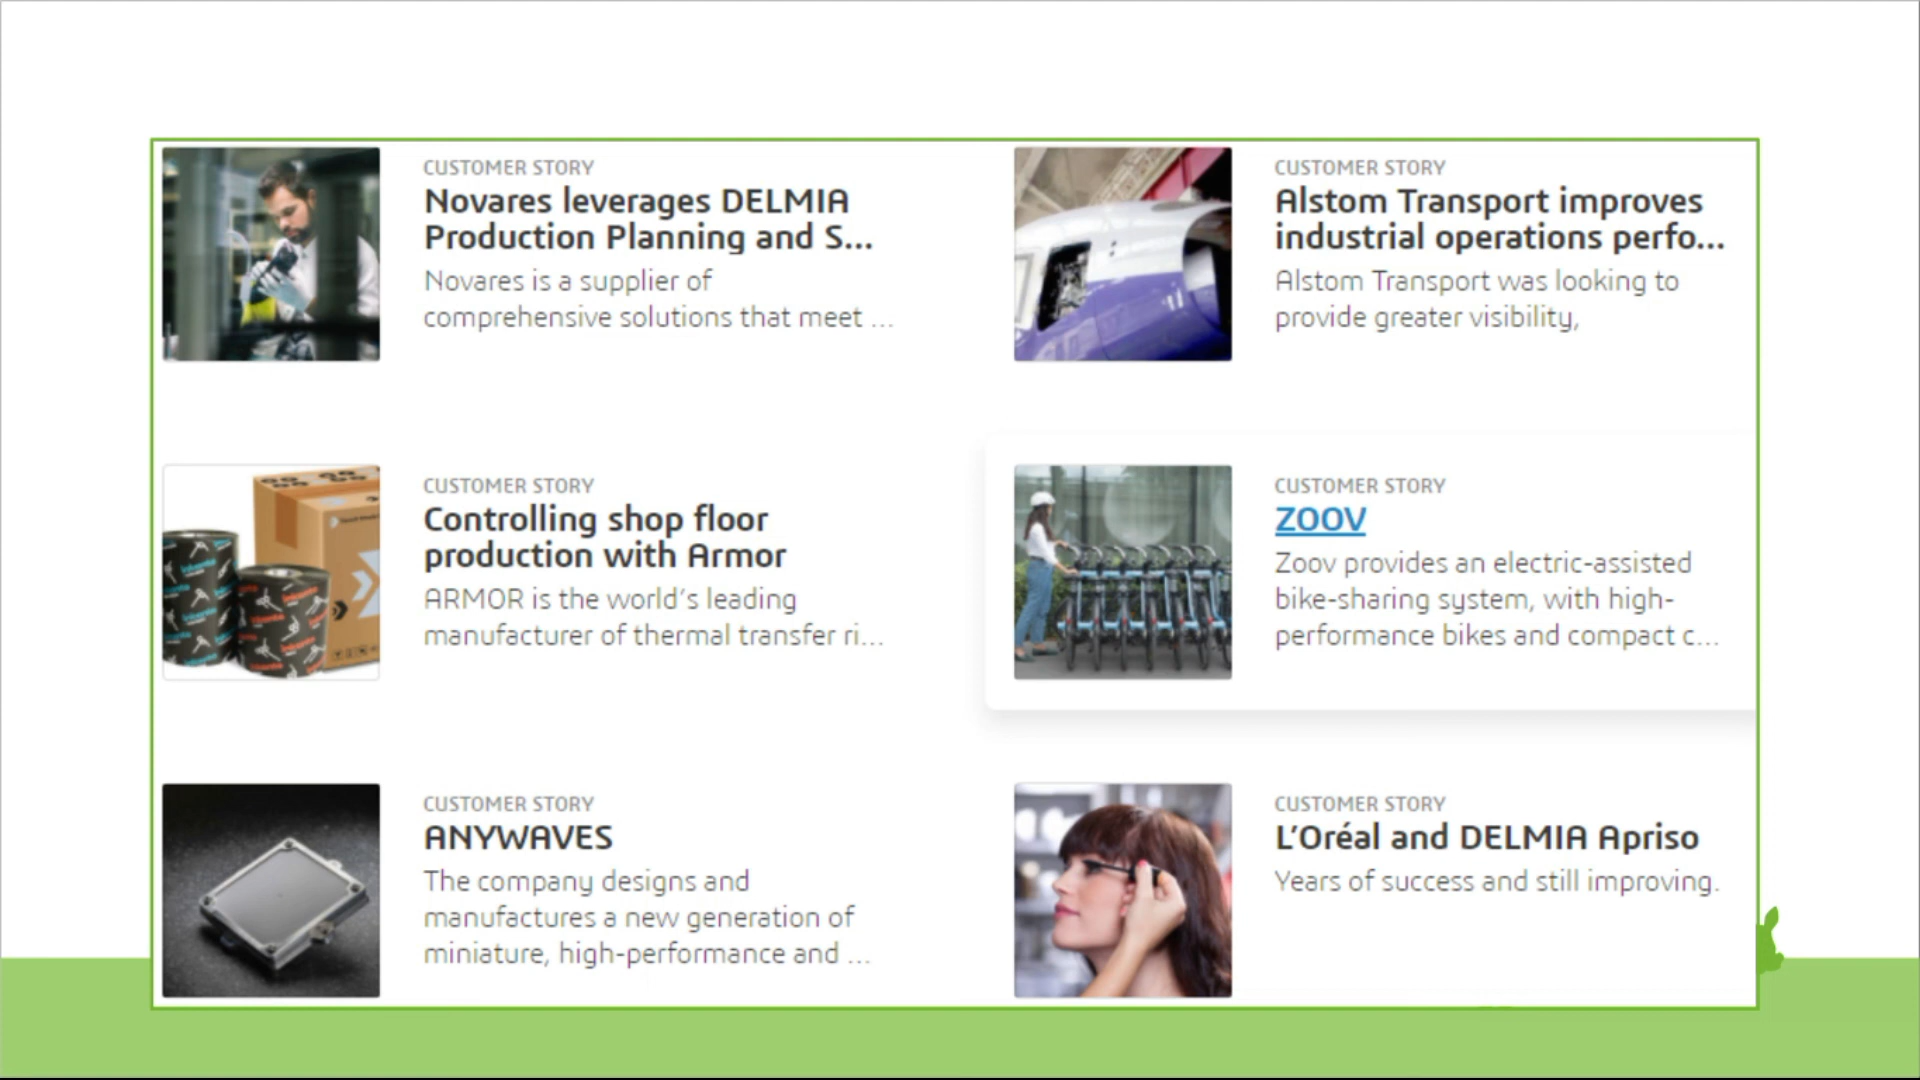 CUSTOMER STORY
Novares leverages DELMIA
Production Planning and S...
Novares is a supplier of
comprehensive solutions that meet ...
CUSTOMER STORY
Alstom Transport improves
industrial operations perfo...
Alstom Transport was looking to
provide greater visibility,
CUSTOMER STORY
Controlling shop floor
production with Armor
ARMOR is the world's leading
manufacturer of thermal transfer ri...
CUSTOMER STORY
ZOOV
Zoov provides an electric-assisted
bike-sharing system, with high-
performance bikes and compact c...
CUSTOMER STORY
ANYWAVES
The company designs and
manufactures a new generation of
miniature, high-performance and ...
CUSTOMER STORY
L'Oréal and DELMIA Apriso
Years of success and still improving.